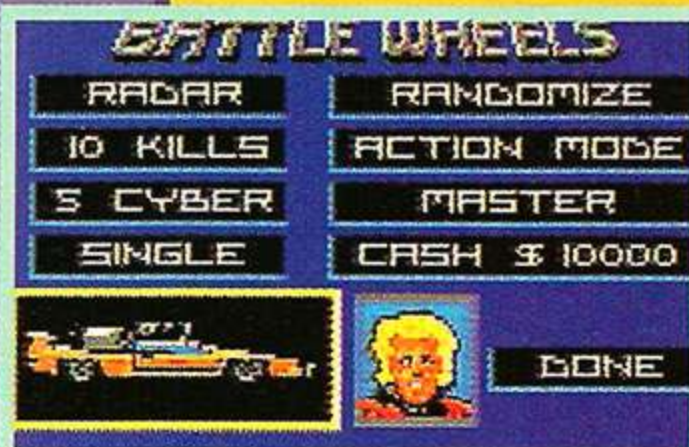 BATTLE WHEELS
RADAR RANDOMIZE
10 KILLS ACTION MODE
5 CYBER MASTER
SINGLE CASH $ 10000
DONE